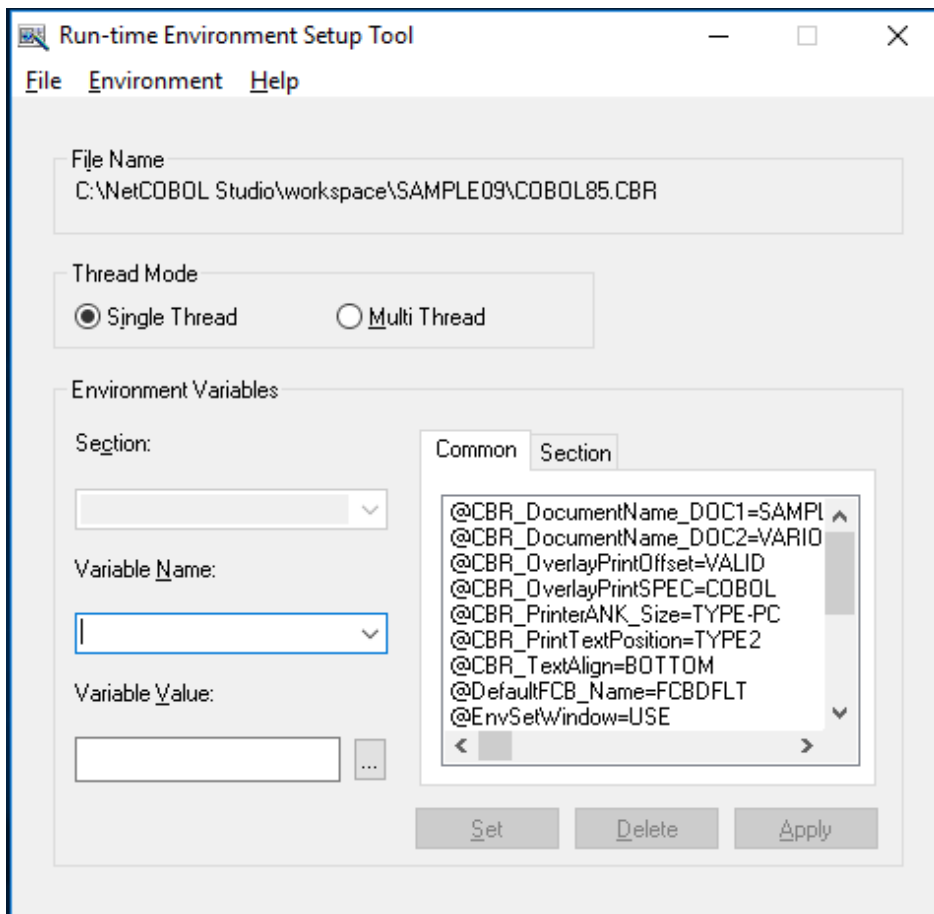 Run-time Environment Setup Tool
File Environment Help
File Name
C:\NetCOBOL Studio\workspace\SAMPLE09\COBOL85.CBR
Thread Mode
Single Thread Multi Thread
Environment Variables
Section:
Variable Name:
Variable Value:
...
Common Section
@CBR_DocumentName_DOC1=SAMPL
@CBR_DocumentName_DOC2=VARIO
@CBR_OverlayPrintOffset=VALID
@CBR_OverlayPrintSPEC=COBOL
@CBR_PrinterANK_Size=TYPE-PC
@CBR_PrintTextPosition=TYPE2
@CBR_TextAlign=BOTTOM
@DefaultFCB_Name=FCBDFLT
@EnvSetWindow=USE
Set Delete Apply